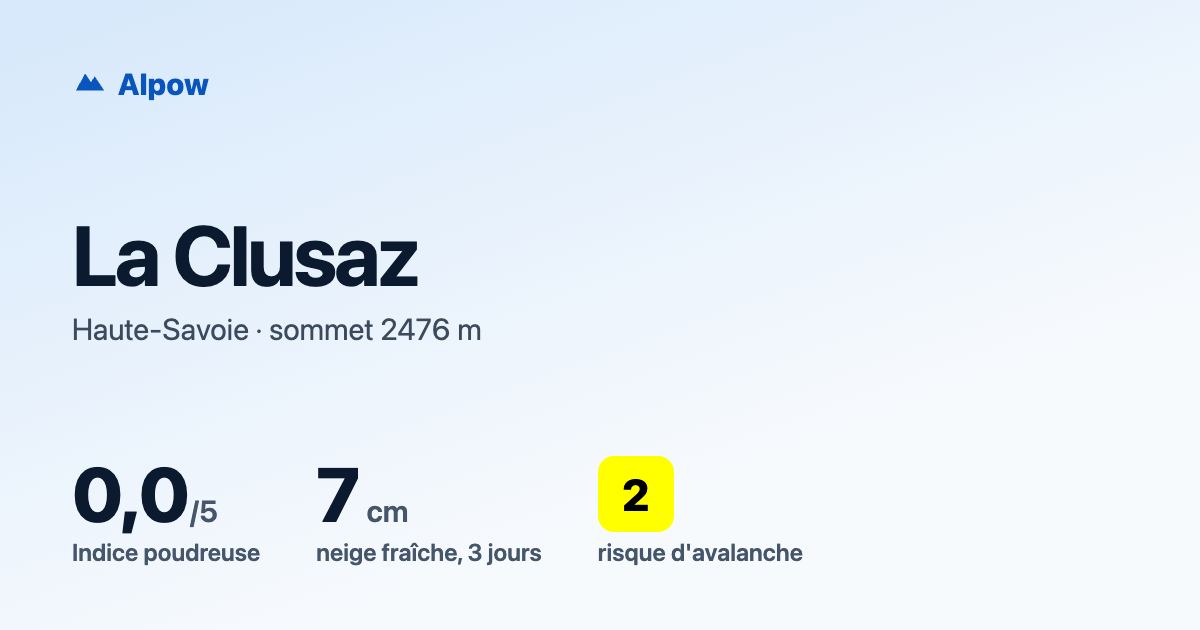 Alpow
La Clusaz
Haute-Savoie · sommet 2476 m
0,0/5
Indice poudreuse
7 cm
neige fraîche, 3 jours
2
risque d'avalanche